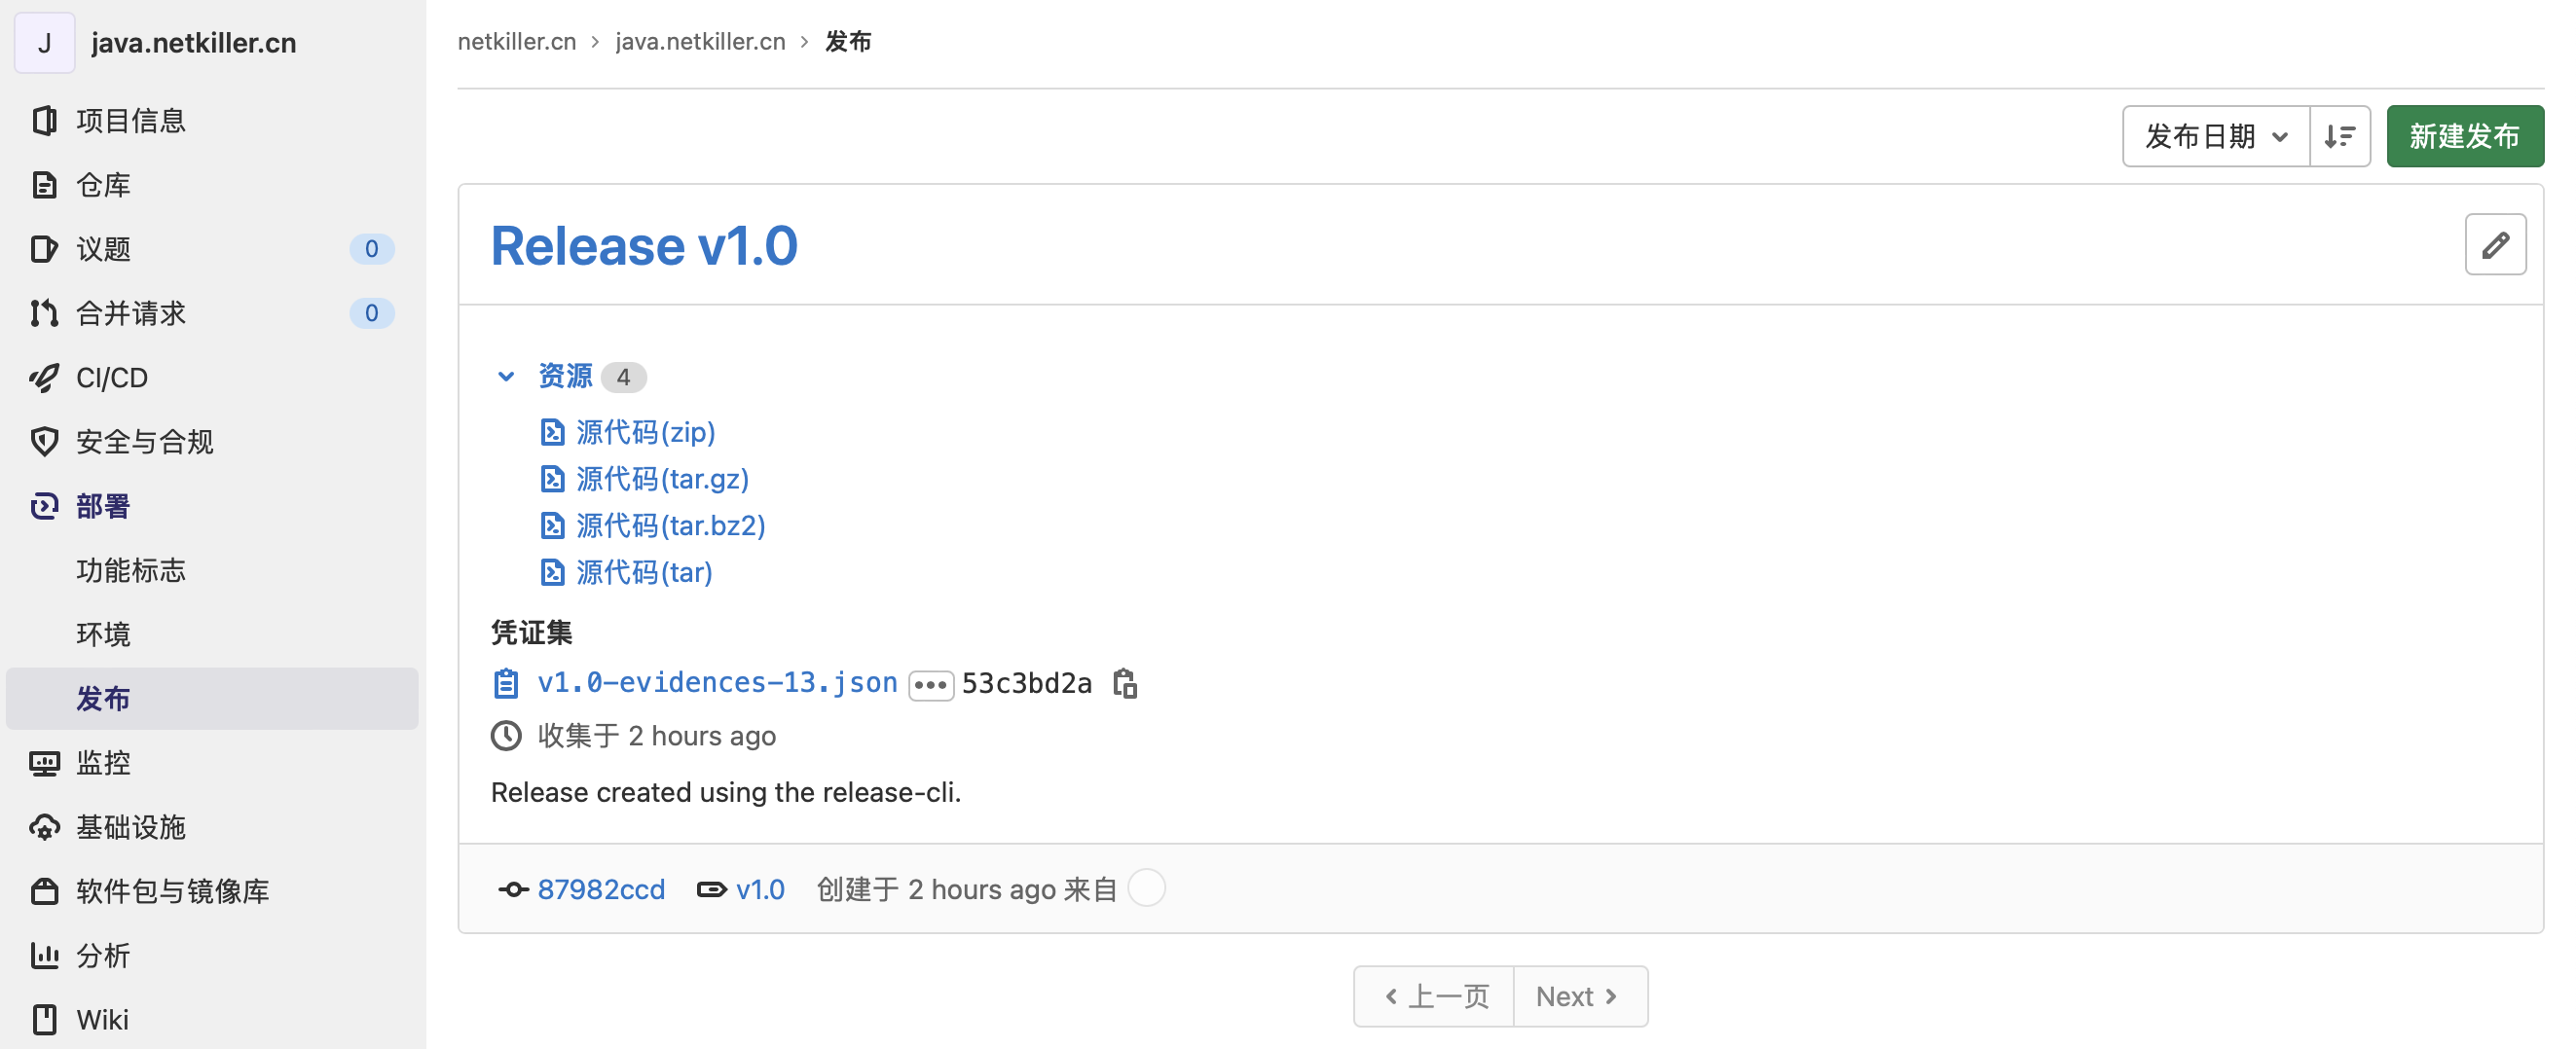 J java.netkiller.cn
项目信息
仓库
议题 0
合并请求 0
CI/CD
安全与合规
部署
功能标志
环境
发布
监控
基础设施
软件包与镜像库
分析
Wiki
netkiller.cn › java.netkiller.cn › 发布
发布日期 新建发布
Release v1.0
资源 4
源代码(zip)
源代码(tar.gz)
源代码(tar.bz2)
源代码(tar)
凭证集
v1.0-evidences-13.json ••• 53c3bd2a
收集于 2 hours ago
Release created using the release-cli.
87982ccd v1.0 创建于 2 hours ago 来自
上一页 Next